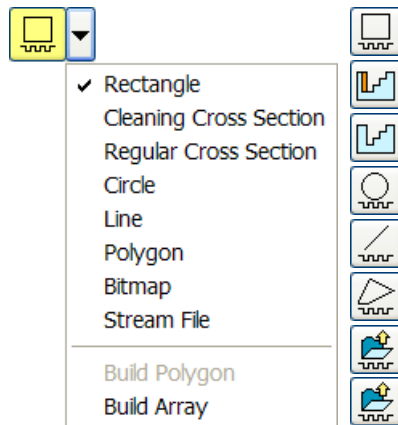 Rectangle
Cleaning Cross Section
Regular Cross Section
Circle
Line
Polygon
Bitmap
Stream File
Build Polygon
Build Array